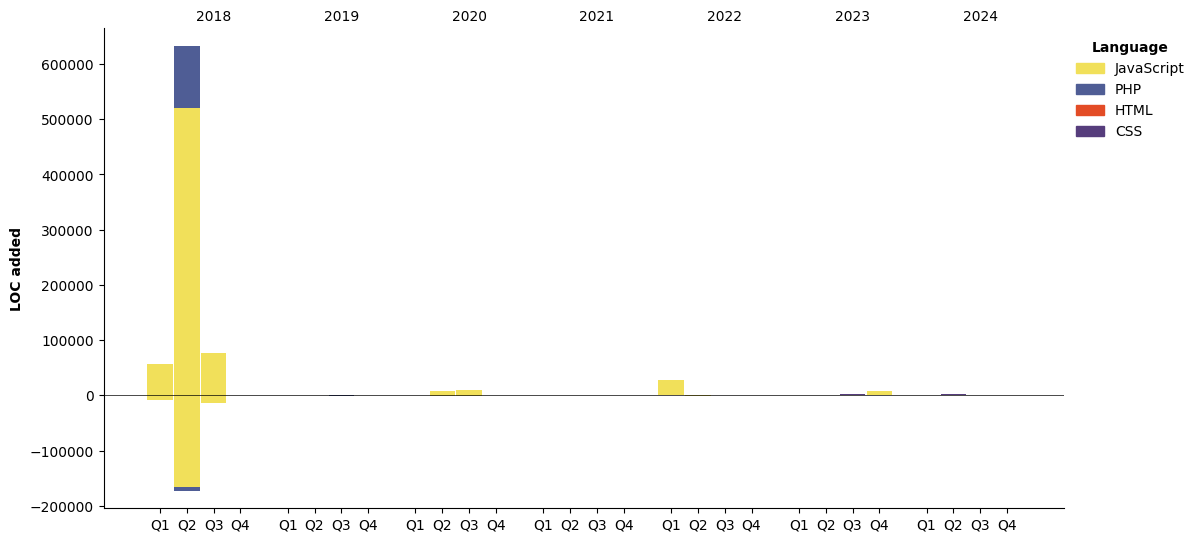 2018 2019 2020 2021 2022 2023 2024
Language
JavaScript
PHP
HTML
CSS
LOC added
600000
500000
400000
300000
200000
100000
0
−100000
−200000
Q1 Q2 Q3 Q4 Q1 Q2 Q3 Q4 Q1 Q2 Q3 Q4 Q1 Q2 Q3 Q4 Q1 Q2 Q3 Q4 Q1 Q2 Q3 Q4 Q1 Q2 Q3 Q4